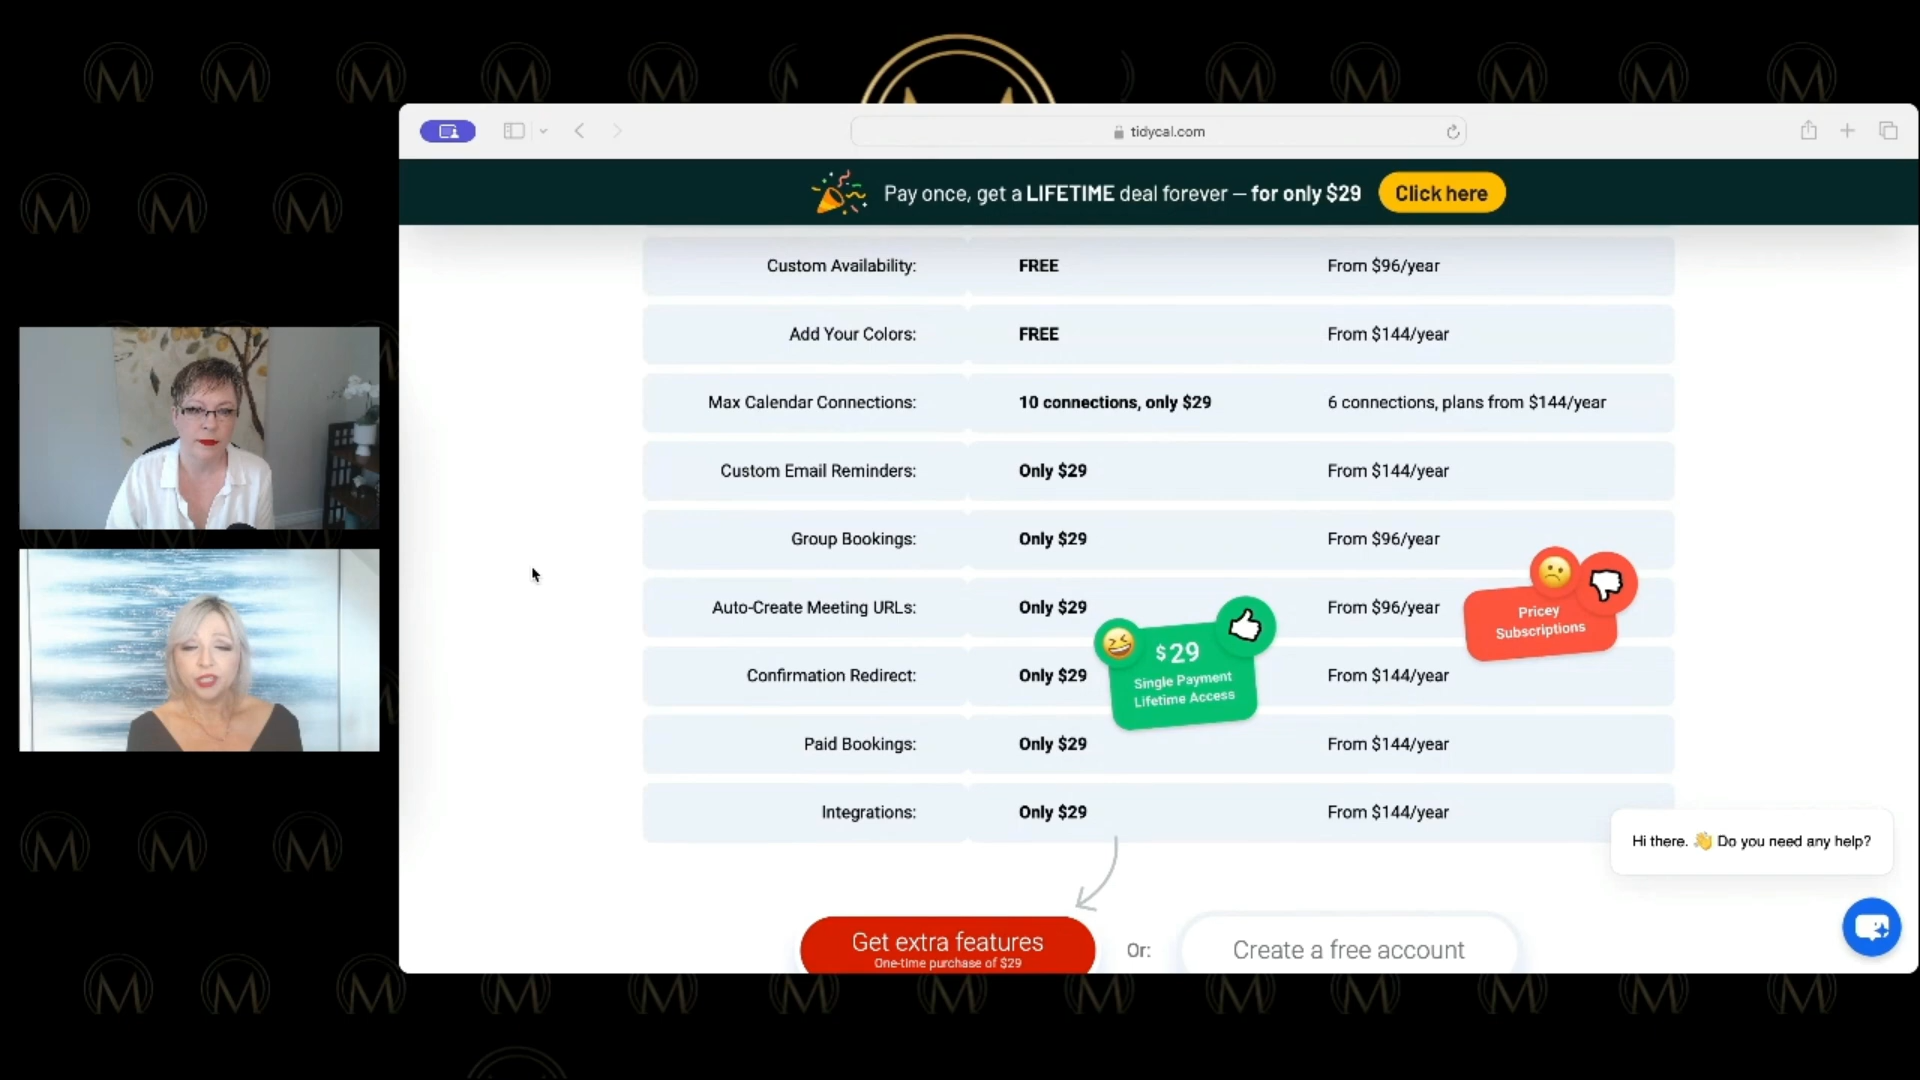 tidycal.com
Pay once, get a LIFETIME deal forever – for only $29 Click here
Custom Availability: FREE From $96/year
Add Your Colors: FREE From $144/year
Max Calendar Connections: 10 connections, only $29 6 connections, plans from $144/year
Custom Email Reminders: Only $29 From $144/year
Group Bookings: Only $29 From $96/year
Auto-Create Meeting URLs: Only $29 From $96/year
Pricey
Subscriptions
$29
Single Payment
Lifetime Access
Confirmation Redirect: Only $29 From $144/year
Paid Bookings: Only $29 From $144/year
Integrations: Only $29 From $144/year
Hi there. 👋 Do you need any help?
Get extra features
One-time purchase of $29
Or:
Create a free account